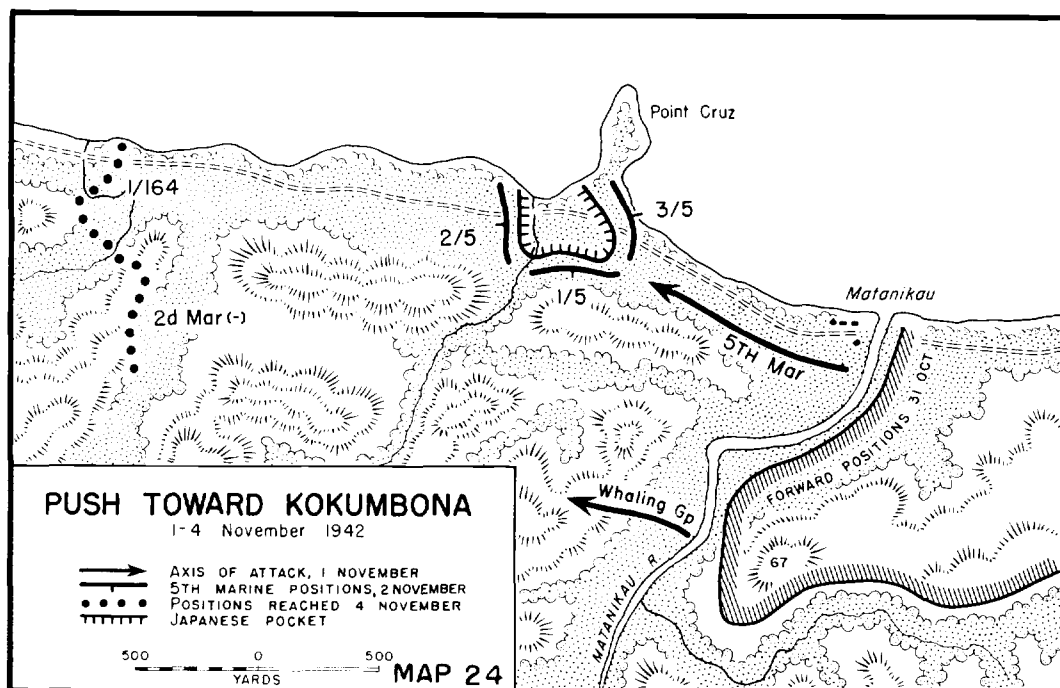 Point Cruz
1/164
3/5
2/5
1/5
Matanikau
2d Mar (-)
5TH Mar
FORWARD POSITIONS 31 OCT
Whaling Gp
67
MATANIKAU R
PUSH TOWARD KOKUMBONA
1-4 November 1942
AXIS OF ATTACK, 1 NOVEMBER
5TH MARINE POSITIONS, 2 NOVEMBER
POSITIONS REACHED 4 NOVEMBER
JAPANESE POCKET
500 0 500
YARDS
MAP 24